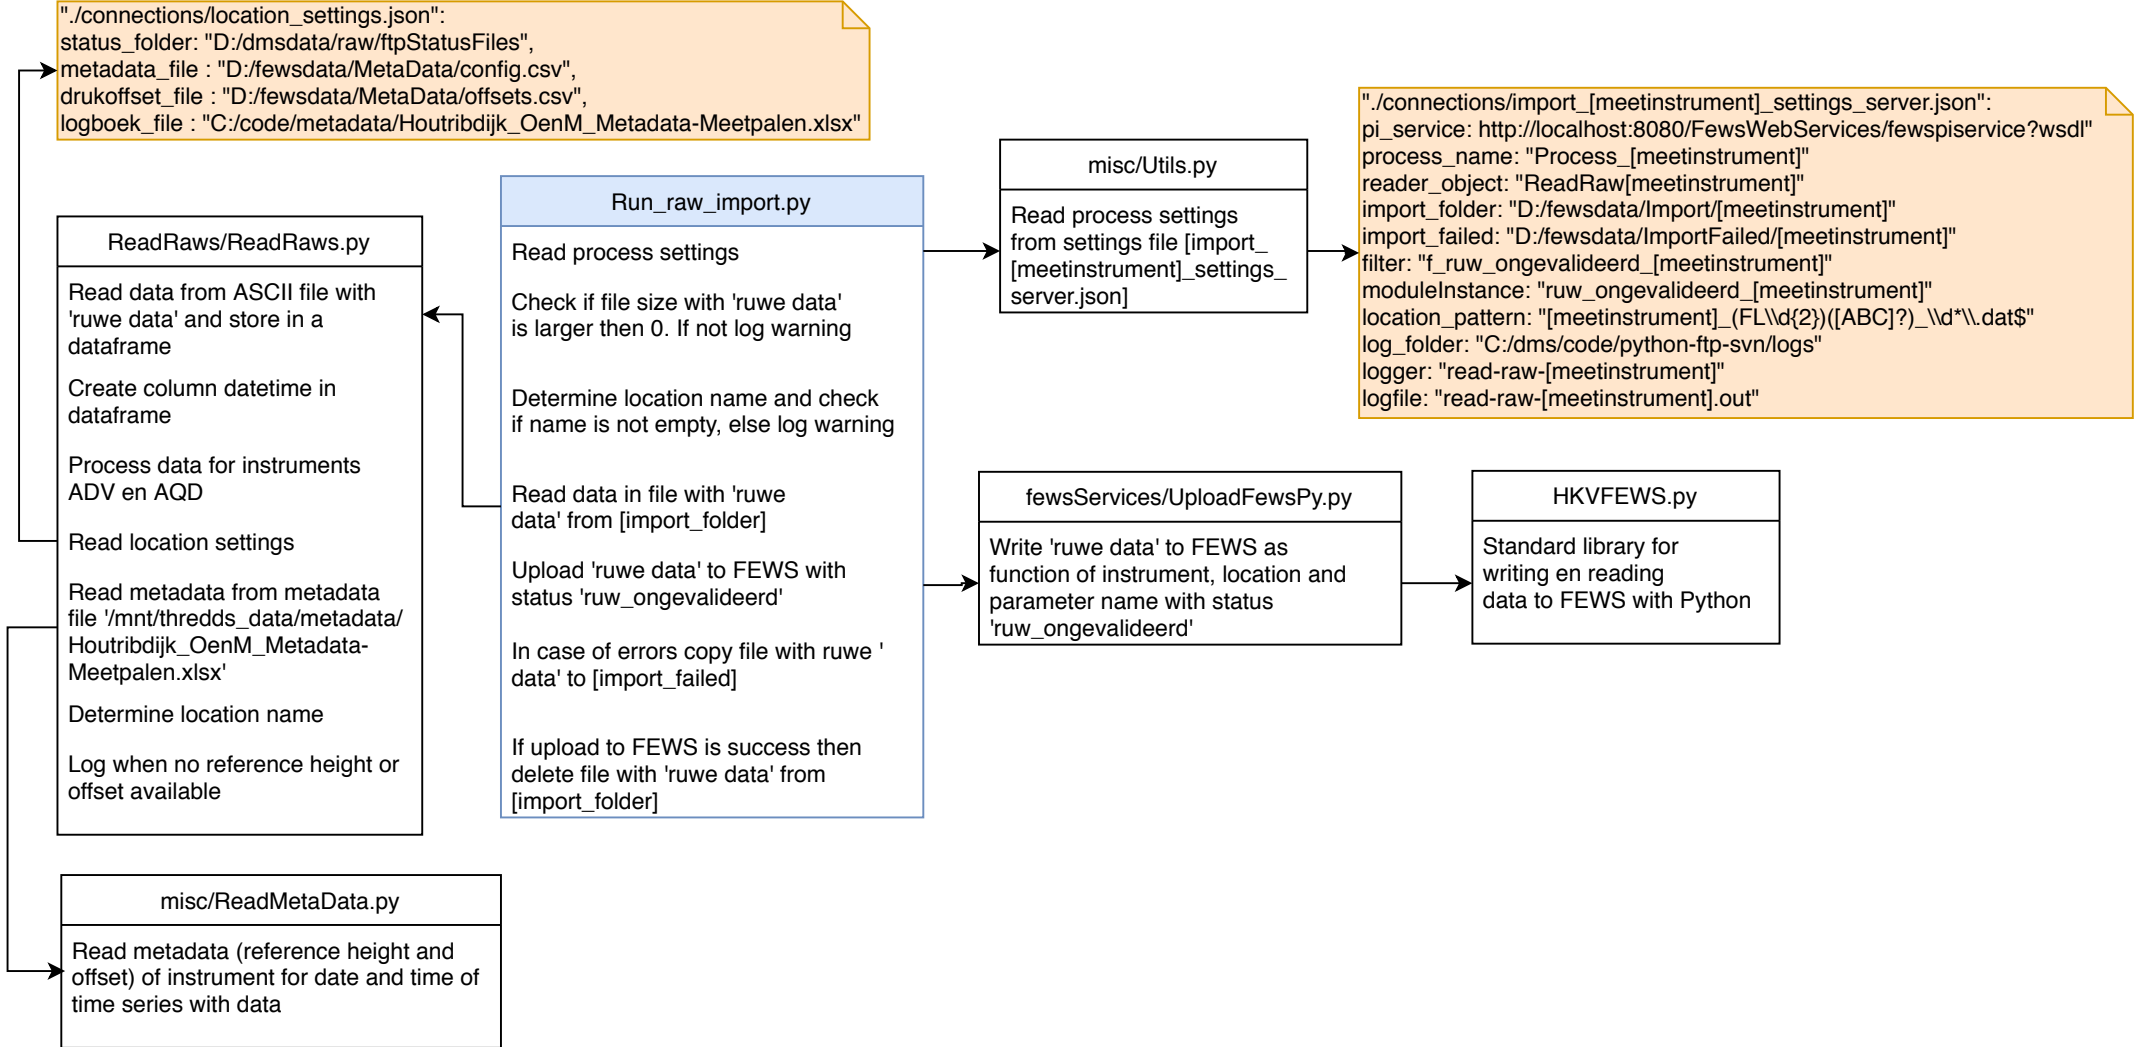 "./connections/location_settings.json":
status_folder: "D:/dmsdata/raw/ftpStatusFiles",
metadata_file : "D:/fewsdata/MetaData/config.csv",
drukoffset_file : "D:/fewsdata/MetaData/offsets.csv",
logboek_file : "C:/code/metadata/Houtribdijk_OenM_Metadata-Meetpalen.xlsx"
ReadRaws/ReadRaws.py
Read data from ASCII file with
'ruwe data' and store in a
dataframe
Create column datetime in
dataframe
Process data for instruments
ADV en AQD
Read location settings
Read metadata from metadata
file '/mnt/thredds_data/metadata/
Houtribdijk_OenM_Metadata-
Meetpalen.xlsx'
Determine location name
Log when no reference height or
offset available
misc/ReadMetaData.py
Read metadata (reference height and
offset) of instrument for date and time of
time series with data
Run_raw_import.py
Read process settings
Check if file size with 'ruwe data'
is larger then 0. If not log warning
Determine location name and check
if name is not empty, else log warning
Read data in file with 'ruwe
data' from [import_folder]
Upload 'ruwe data' to FEWS with
status 'ruw_ongevalideerd'
In case of errors copy file with ruwe '
data' to [import_failed]
If upload to FEWS is success then
delete file with 'ruwe data' from
[import_folder]
misc/Utils.py
Read process settings
from settings file [import_
[meetinstrument]_settings_
server.json]
"./connections/import_[meetinstrument]_settings_server.json":
pi_service: http://localhost:8080/FewsWebServices/fewspiservice?wsdl"
process_name: "Process_[meetinstrument]"
reader_object: "ReadRaw[meetinstrument]"
import_folder: "D:/fewsdata/Import/[meetinstrument]"
import_failed: "D:/fewsdata/ImportFailed/[meetinstrument]"
filter: "f_ruw_ongevalideerd_[meetinstrument]"
moduleInstance: "ruw_ongevalideerd_[meetinstrument]"
location_pattern: "[meetinstrument]_(FL\\d{2})([ABC]?)_\\d*\\.dat$"
log_folder: "C:/dms/code/python-ftp-svn/logs"
logger: "read-raw-[meetinstrument]"
logfile: "read-raw-[meetinstrument].out"
fewsServices/UploadFewsPy.py
Write 'ruwe data' to FEWS as
function of instrument, location and
parameter name with status
'ruw_ongevalideerd'
HKVFEWS.py
Standard library for
writing en reading
data to FEWS with Python